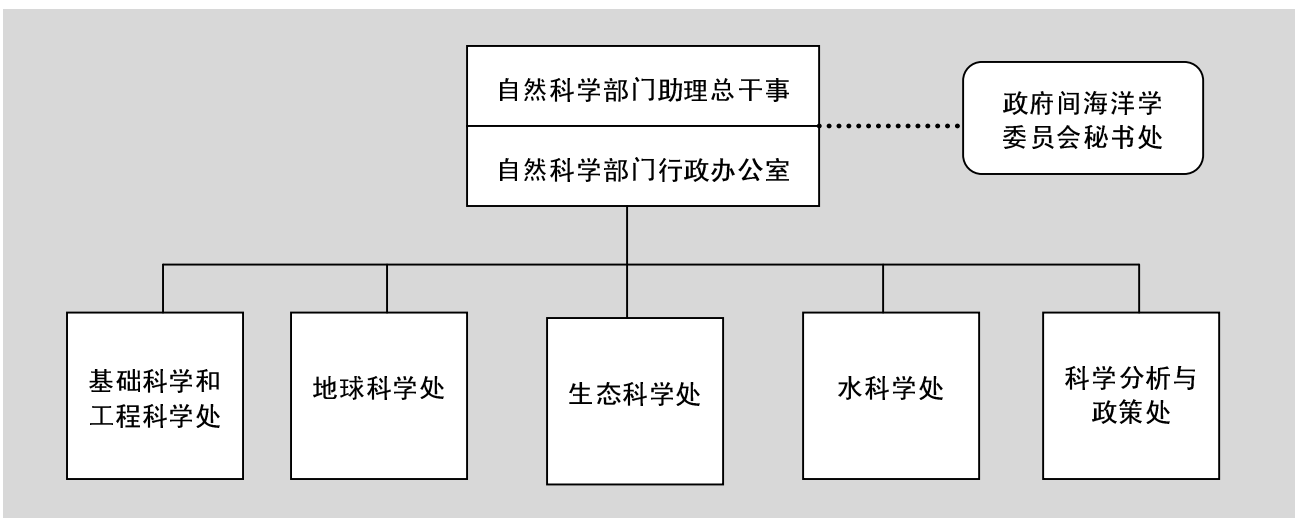 自然科学部门助理总干事
自然科学部门行政办公室
政府间海洋学
委员会秘书处
基础科学和
工程科学处
地球科学处
生态科学处
水科学处
科学分析与
政策处